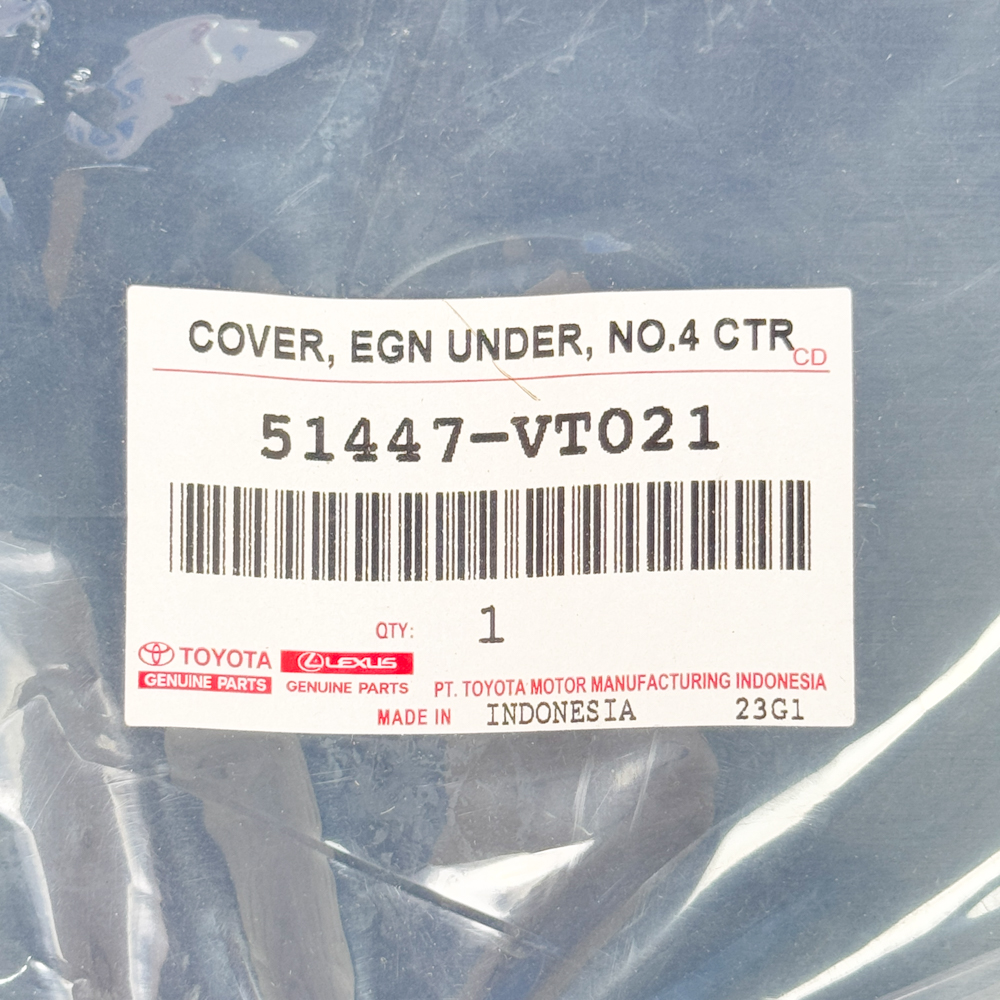 COVER, EGN UNDER, NO.4 CTR
CD
51447-VT021
QTY: 1
TOYOTA
GENUINE PARTS
LEXUS
GENUINE PARTS
PT. TOYOTA MOTOR MANUFACTURING INDONESIA
MADE IN INDONESIA 23G1